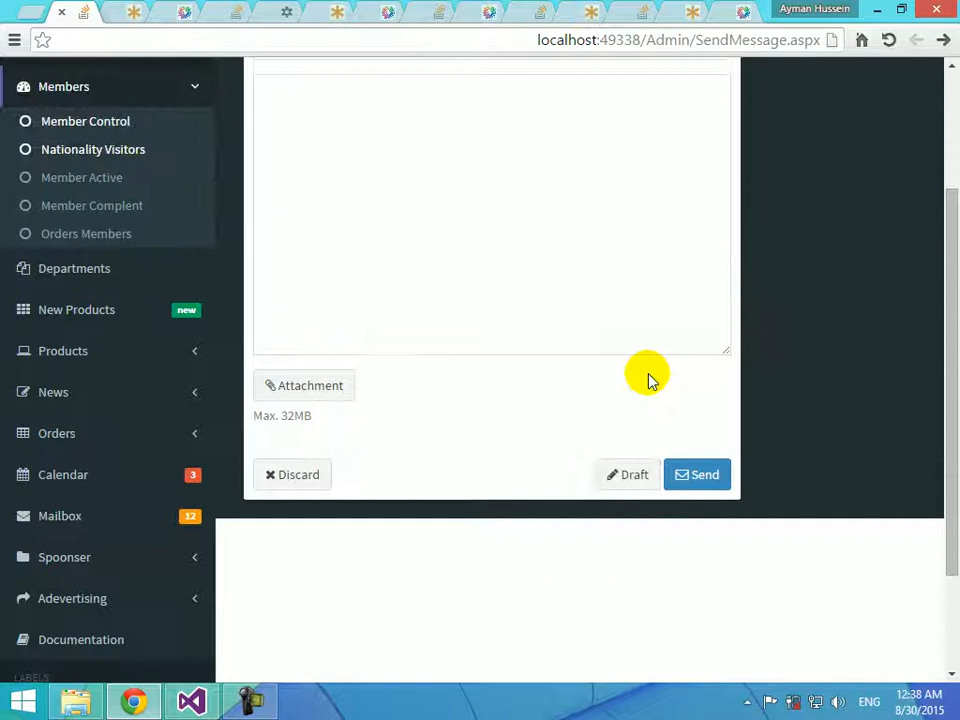 Ayman Hussein
localhost:49338/Admin/SendMessage.aspx
Members
Member Control
Nationality Visitors
Member Active
Member Complent
Orders Members
Departments
New Products new
Products
News
Orders
Calendar 3
Mailbox 12
Spoonser
Adevertising
Documentation
LABELS
Attachment
Max. 32MB
Discard
Draft
Send
ENG
12:38 AM
8/30/2015